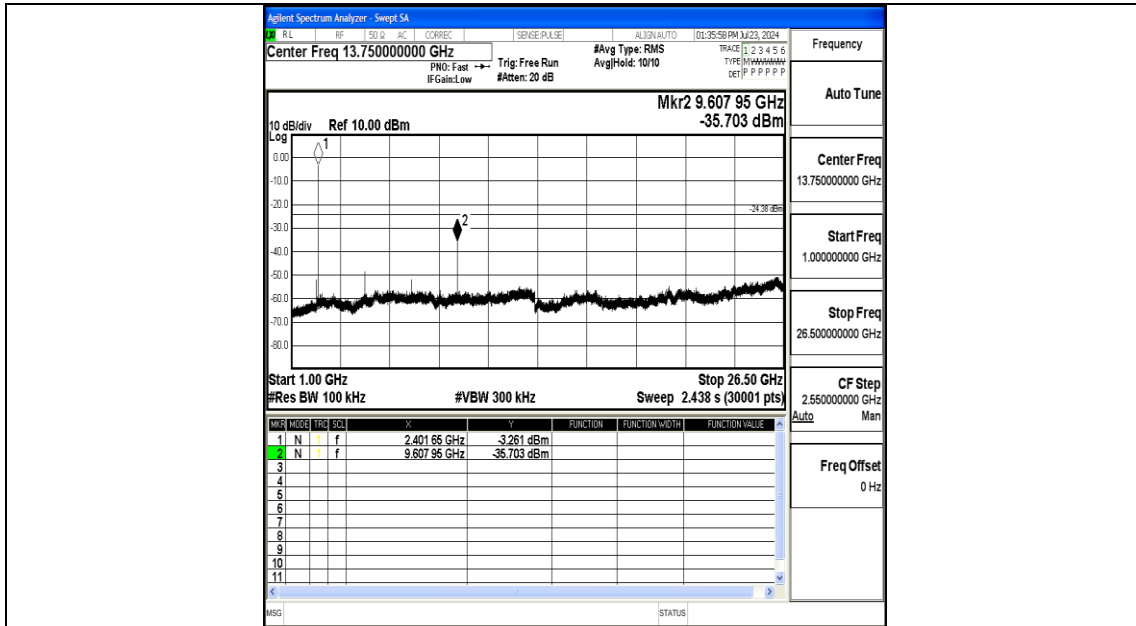 Agilent Spectrum Analyzer - Swept SA
RL RF 50 Ω AC CORREC SENSE:PULSE ALIGN AUTO 01:35:58 PM Jul 23, 2024
Center Freq 13.750000000 GHz
PNO: Fast
IFGain:Low
Trig: Free Run
#Atten: 20 dB
#Avg Type: RMS
Avg|Hold: 10/10
TRACE 1 2 3 4 5 6
TYPE M
DET P P P P P P
Mkr2 9.607 95 GHz
-35.703 dBm
10 dB/div Ref 10.00 dBm
Log
1
0.00
-10.0
-20.0
-24.38 dBm
2
-30.0
-40.0
-50.0
-60.0
-70.0
-80.0
Start 1.00 GHz Stop 26.50 GHz
#Res BW 100 kHz #VBW 300 kHz Sweep 2.438 s (30001 pts)
MKR MODE TRC SCL X Y FUNCTION FUNCTION WIDTH FUNCTION VALUE
1 N 1 f 2.401 65 GHz -3.261 dBm
2 N 1 f 9.607 95 GHz -35.703 dBm
3
4
5
6
7
8
9
10
11
MSG STATUS
Frequency
Auto Tune
Center Freq
13.750000000 GHz
Start Freq
1.000000000 GHz
Stop Freq
26.500000000 GHz
CF Step
2.550000000 GHz
Auto Man
Freq Offset
0 Hz